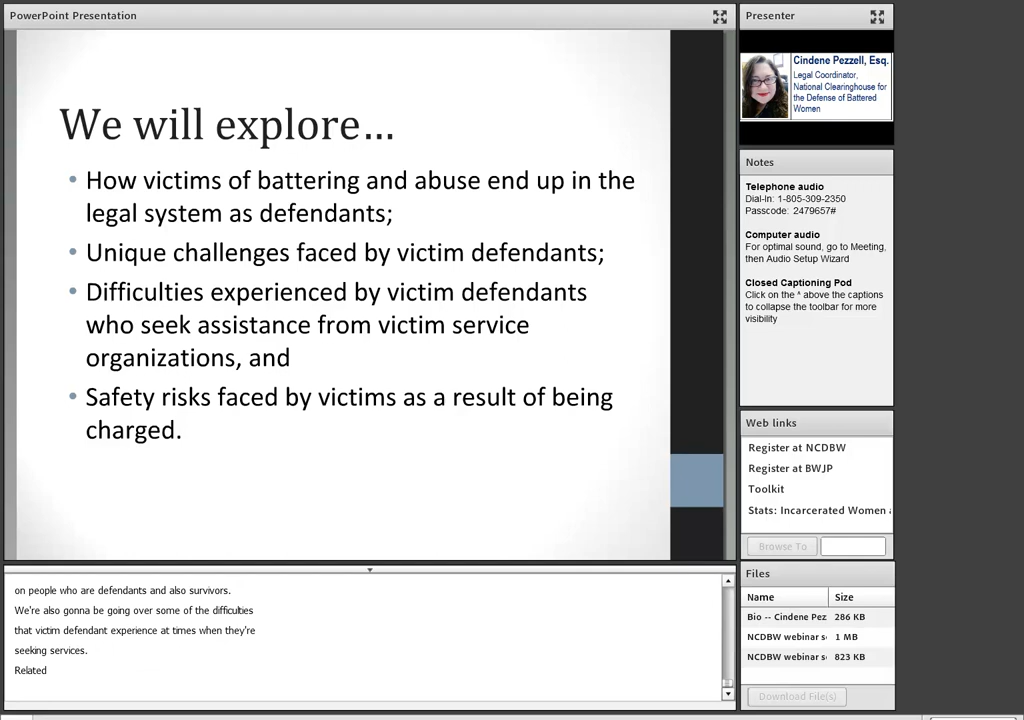 PowerPoint Presentation
We will explore…
• How victims of battering and abuse end up in the
legal system as defendants;
• Unique challenges faced by victim defendants;
• Difficulties experienced by victim defendants
who seek assistance from victim service
organizations, and
• Safety risks faced by victims as a result of being
charged.
on people who are defendants and also survivors.
We're also gonna be going over some of the difficulties
that victim defendant experience at times when they're
seeking services.
Related
Presenter
Cindene Pezzell, Esq.
Legal Coordinator,
National Clearinghouse for
the Defense of Battered
Women
Notes
Telephone audio
Dial-In: 1-805-309-2350
Passcode: 2479657#
Computer audio
For optimal sound, go to Meeting,
then Audio Setup Wizard
Closed Captioning Pod
Click on the ^ above the captions
to collapse the toolbar for more
visibility
Web links
Register at NCDBW
Register at BWJP
Toolkit
Stats: Incarcerated Women
Browse To
Files
Name Size
Bio -- Cindene Pez 286 KB
NCDBW webinar s 1 MB
NCDBW webinar s 823 KB
Download File(s)